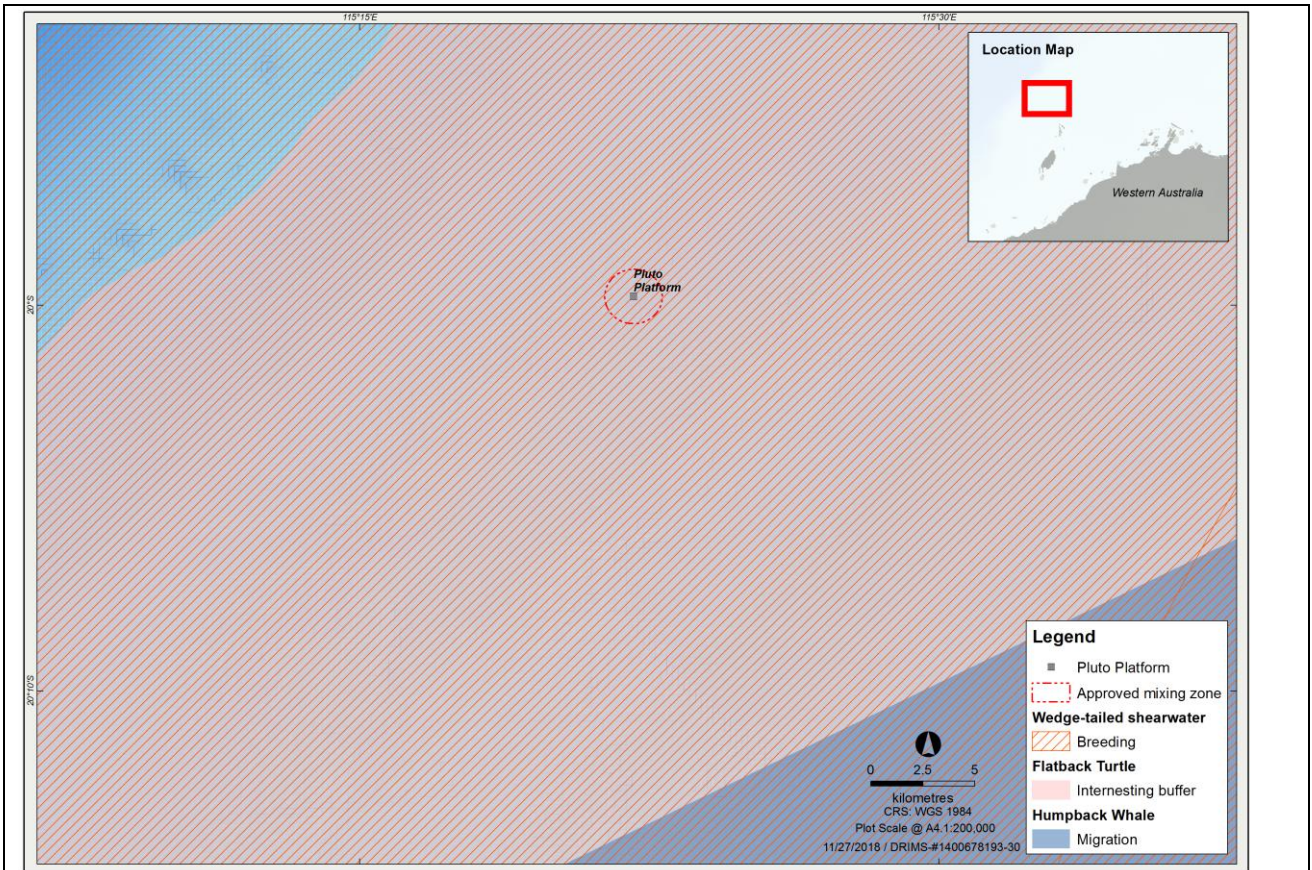 115°15'E
115°30'E
Location Map
Western Australia
20°S
Pluto
Platform
20°10'S
0 2.5 5
kilometres
CRS: WGS 1984
Plot Scale @ A4.1:200,000
11/27/2018 / DRIMS-#1400678193-30
Legend
Pluto Platform
Approved mixing zone
Wedge-tailed shearwater
Breeding
Flatback Turtle
Internesting buffer
Humpback Whale
Migration